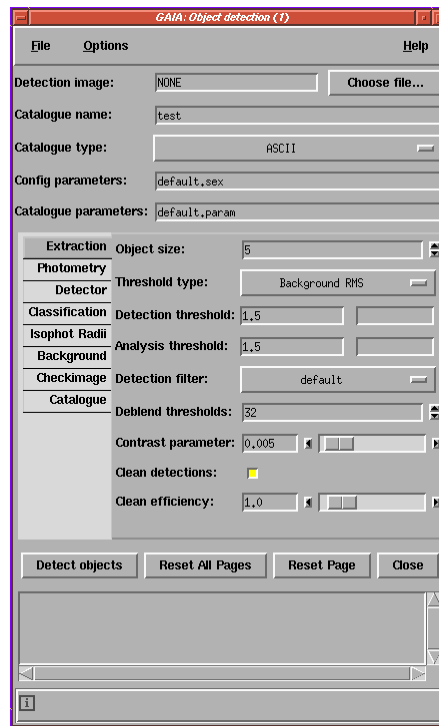 GAIA: Object detection (1)
File Options Help
Detection image: NONE Choose file...
Catalogue name: test
Catalogue type: ASCII
Config parameters: default.sex
Catalogue parameters: default.param
Extraction Object size: 5
Photometry
Threshold type: Background RMS
Detector
Classification Detection threshold: 1.5
Isophot Radii
Analysis threshold: 1.5
Background
Checkimage Detection filter: default
Catalogue
Deblend thresholds: 32
Contrast parameter: 0.005
Clean detections:
Clean efficiency: 1.0
Detect objects Reset All Pages Reset Page Close
i